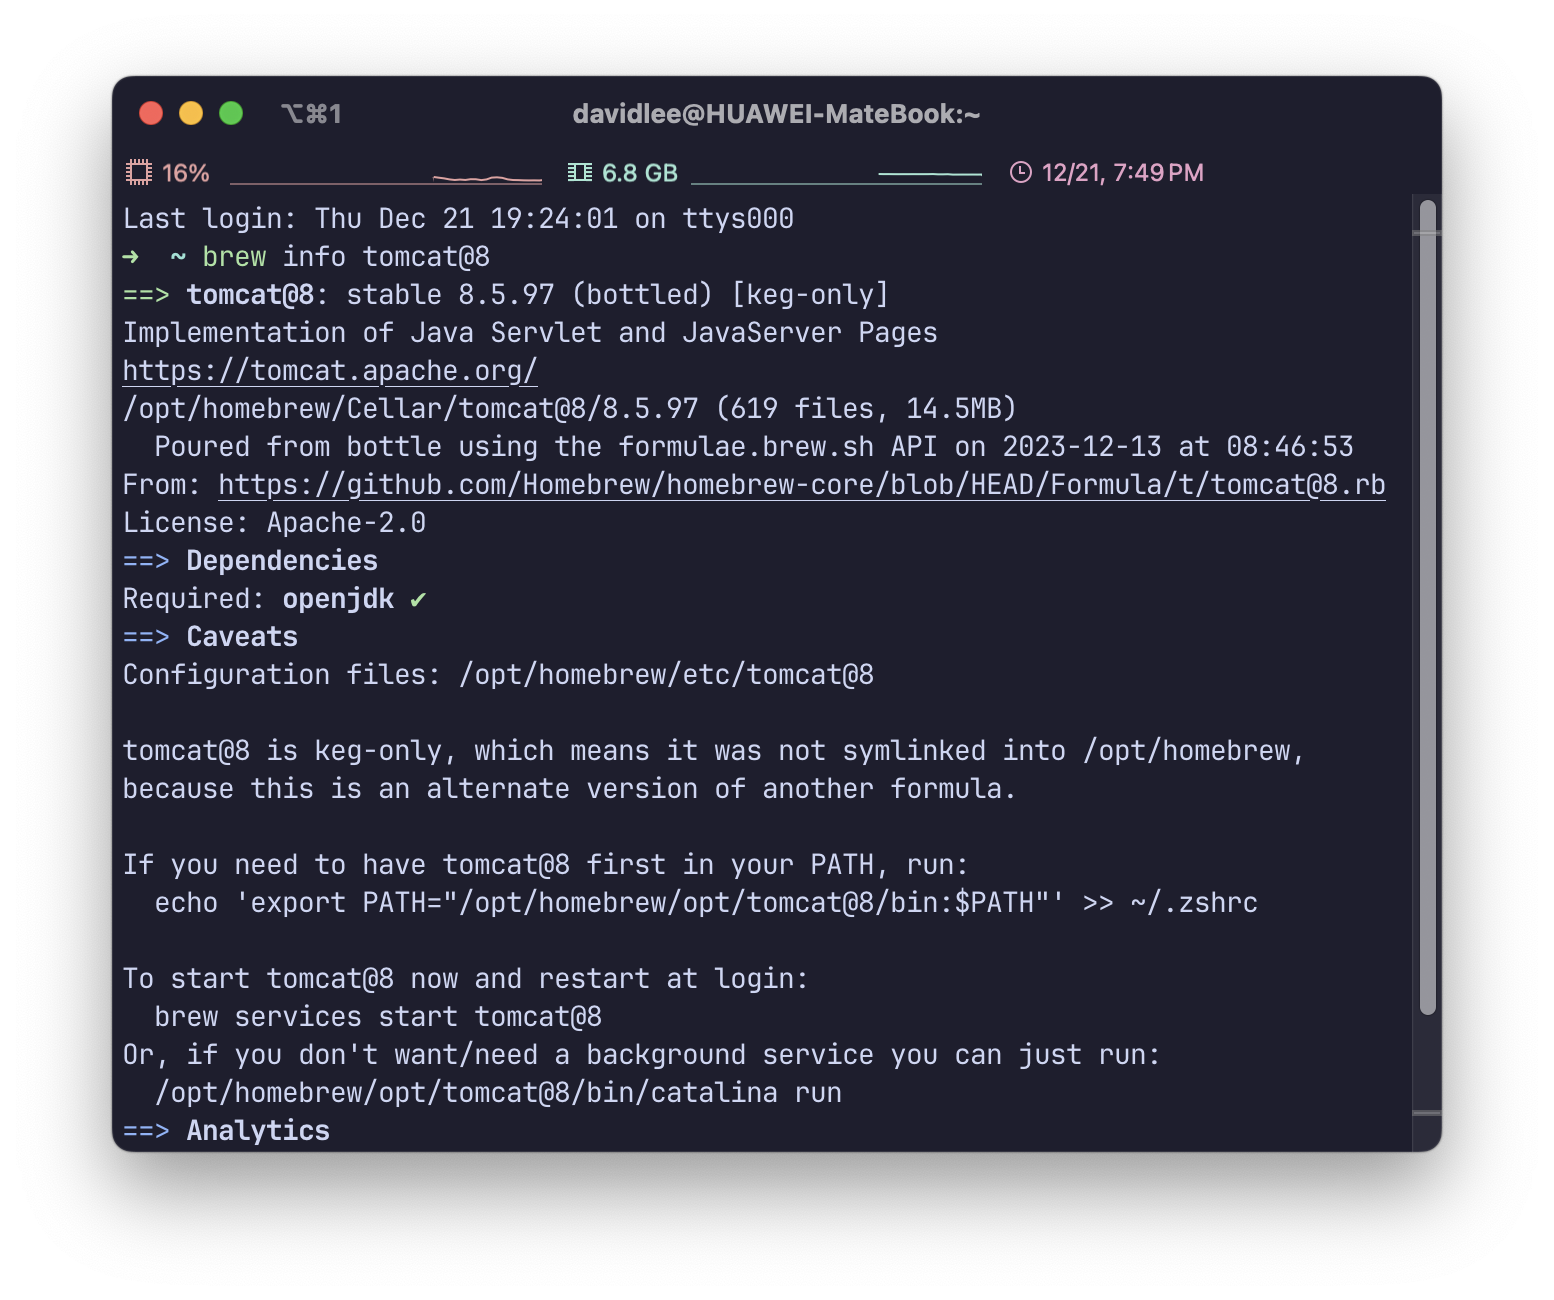 ⌥⌘1
davidlee@HUAWEI-MateBook:~
16%
6.8 GB
12/21, 7:49 PM
Last login: Thu Dec 21 19:24:01 on ttys000
➜  ~ brew info tomcat@8
==> tomcat@8: stable 8.5.97 (bottled) [keg-only]
Implementation of Java Servlet and JavaServer Pages
https://tomcat.apache.org/
/opt/homebrew/Cellar/tomcat@8/8.5.97 (619 files, 14.5MB)
  Poured from bottle using the formulae.brew.sh API on 2023-12-13 at 08:46:53
From: https://github.com/Homebrew/homebrew-core/blob/HEAD/Formula/t/tomcat@8.rb
License: Apache-2.0
==> Dependencies
Required: openjdk ✔
==> Caveats
Configuration files: /opt/homebrew/etc/tomcat@8

tomcat@8 is keg-only, which means it was not symlinked into /opt/homebrew,
because this is an alternate version of another formula.

If you need to have tomcat@8 first in your PATH, run:
  echo 'export PATH="/opt/homebrew/opt/tomcat@8/bin:$PATH"' >> ~/.zshrc

To start tomcat@8 now and restart at login:
  brew services start tomcat@8
Or, if you don't want/need a background service you can just run:
  /opt/homebrew/opt/tomcat@8/bin/catalina run
==> Analytics